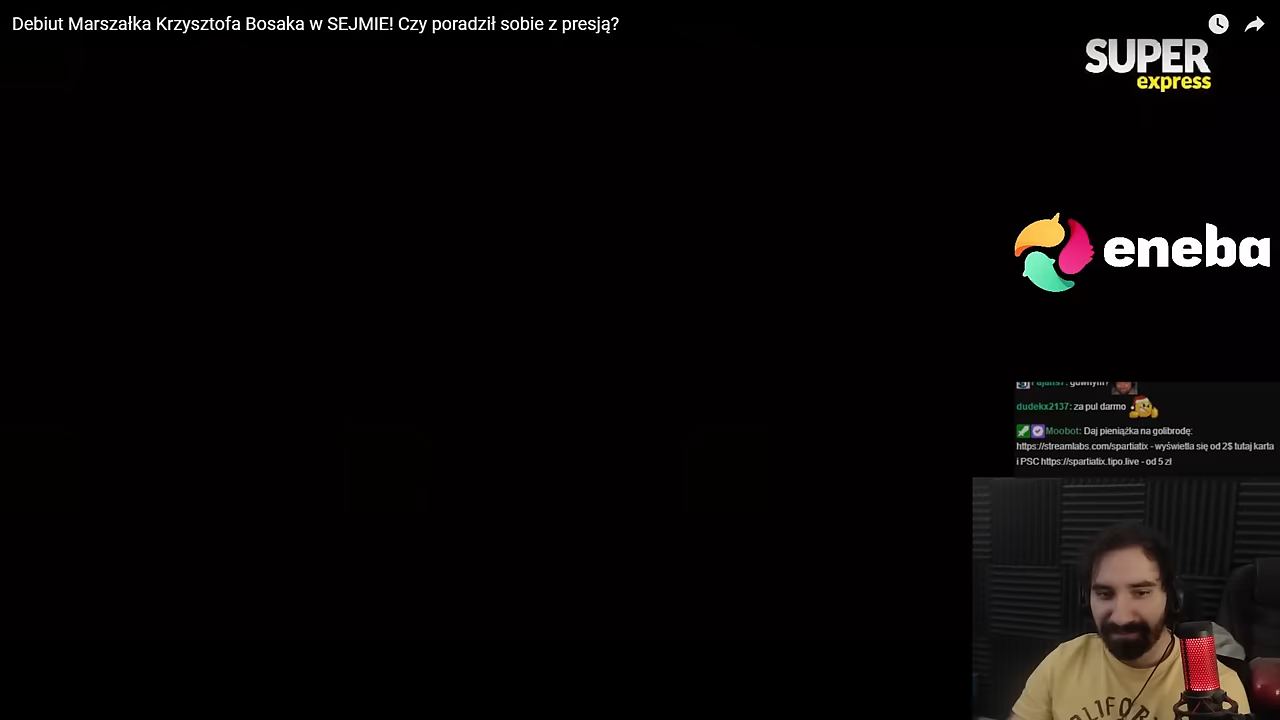 Debiut Marszałka Krzysztofa Bosaka w SEJMIE! Czy poradził sobie z presją?
SUPER
express
eneba
dudekx2137: za pul darmo
Moobot: Daj pieniążka na golibrodę:
https://streamlabs.com/spartiatix - wyświetla się od 2$ tutaj karta
i PSC https://spartiatix.tipo.live - od 5 zł